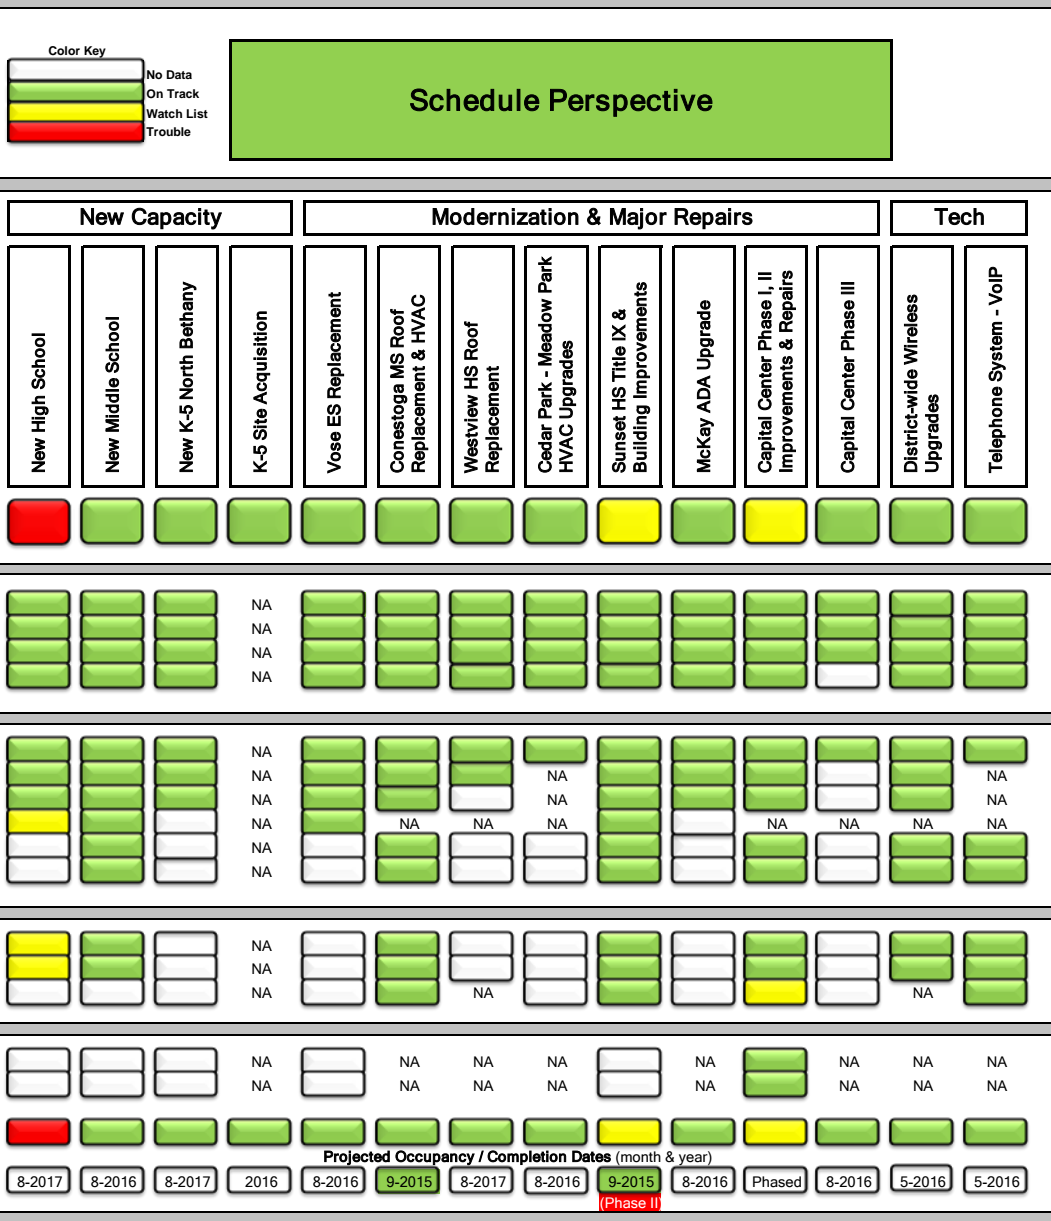 Color Key
No Data
On Track
Watch List
Trouble
Schedule Perspective
New Capacity
Modernization & Major Repairs
Tech
New High School
New Middle School
New K-5 North Bethany
K-5 Site Acquisition
Vose ES Replacement
Conestoga MS Roof
Replacement & HVAC
Westview HS Roof
Replacement
Cedar Park - Meadow Park
HVAC Upgrades
Sunset HS Title IX &
Building Improvements
McKay ADA Upgrade
Capital Center Phase I, II
Improvements & Repairs
Capital Center Phase III
District-wide Wireless
Upgrades
Telephone System - VoIP
NA
NA
NA
NA
NA
NA NA NA
NA NA NA
NA NA NA NA NA NA NA NA
NA
NA
NA
NA
NA NA NA
NA NA NA NA NA NA NA NA
NA NA NA NA NA NA NA NA
Projected Occupancy / Completion Dates (month & year)
8-2017 8-2016 8-2017 2016 8-2016 9-2015 8-2017 8-2016 9-2015 8-2016 Phased 8-2016 5-2016 5-2016
(Phase II)